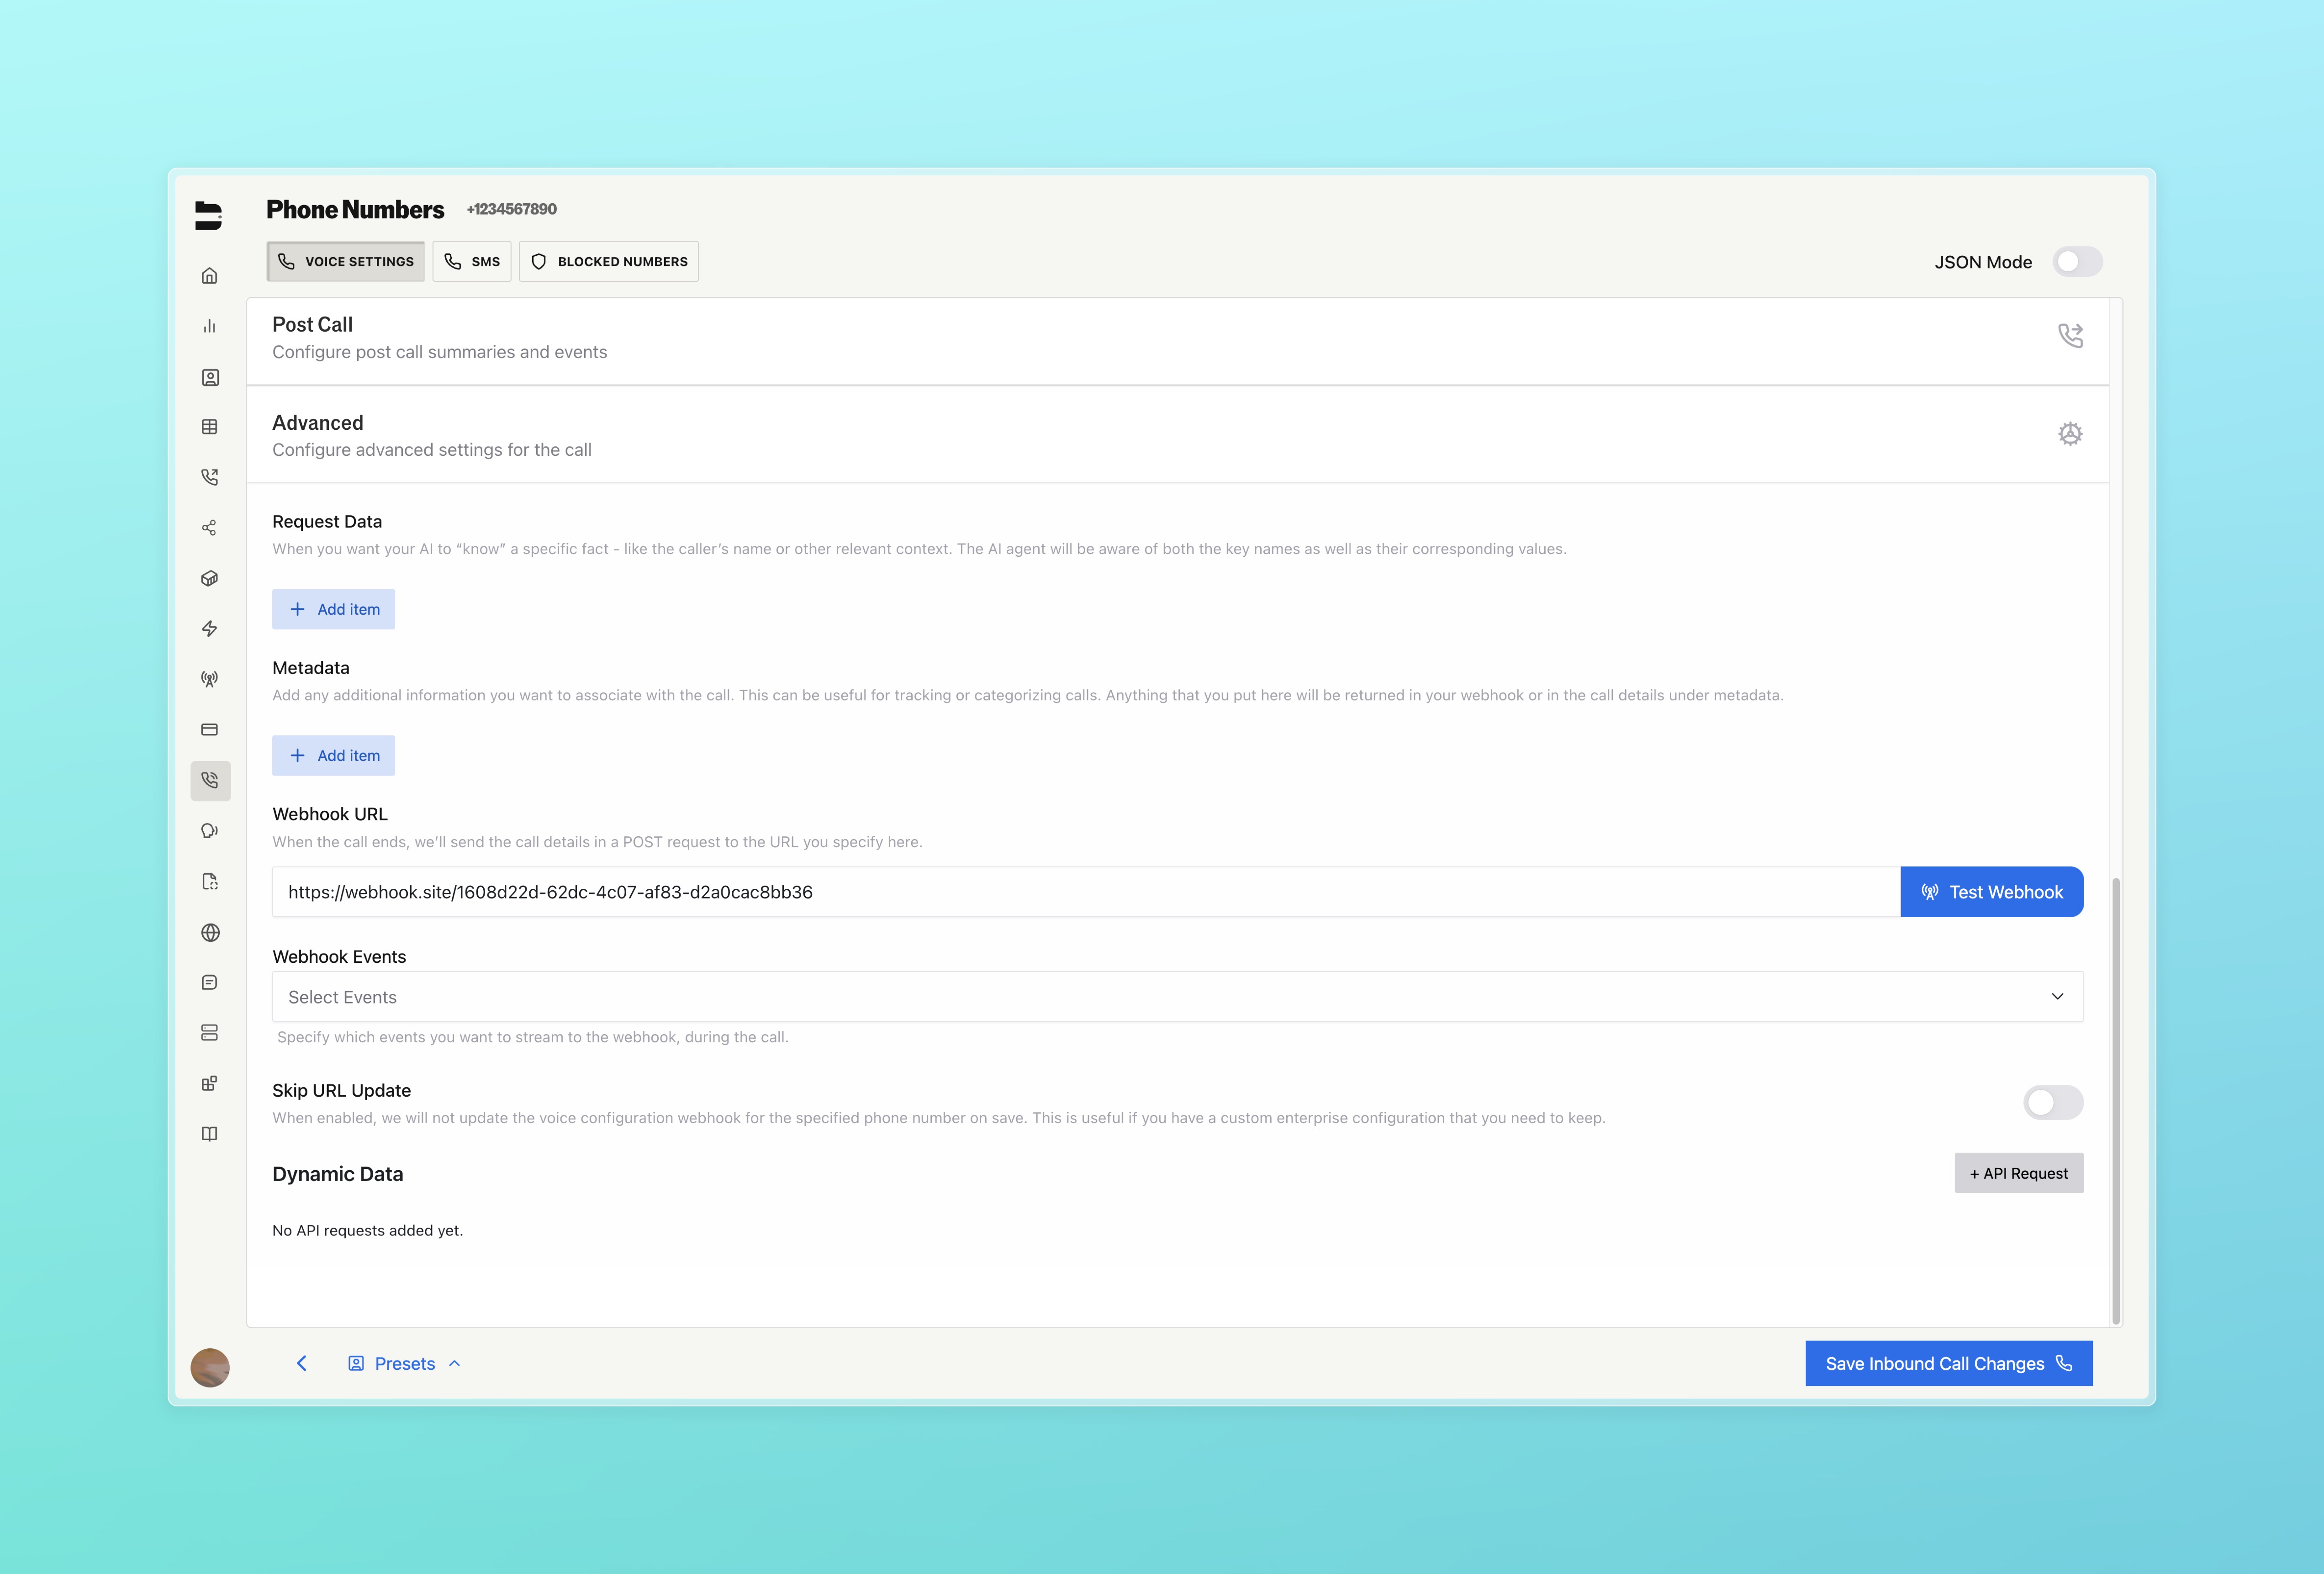 Phone Numbers
+1234567890
VOICE SETTINGS
SMS
BLOCKED NUMBERS
JSON Mode
Post Call
Configure post call summaries and events
Advanced
Configure advanced settings for the call
Request Data
When you want your AI to “know” a specific fact - like the caller’s name or other relevant context. The AI agent will be aware of both the key names as well as their corresponding values.
+ Add item
Metadata
Add any additional information you want to associate with the call. This can be useful for tracking or categorizing calls. Anything that you put here will be returned in your webhook or in the call details under metadata.
+ Add item
Webhook URL
When the call ends, we’ll send the call details in a POST request to the URL you specify here.
https://webhook.site/1608d22d-62dc-4c07-af83-d2a0cac8bb36
Test Webhook
Webhook Events
Select Events
Specify which events you want to stream to the webhook, during the call.
Skip URL Update
When enabled, we will not update the voice configuration webhook for the specified phone number on save. This is useful if you have a custom enterprise configuration that you need to keep.
Dynamic Data
+ API Request
No API requests added yet.
Presets
Save Inbound Call Changes